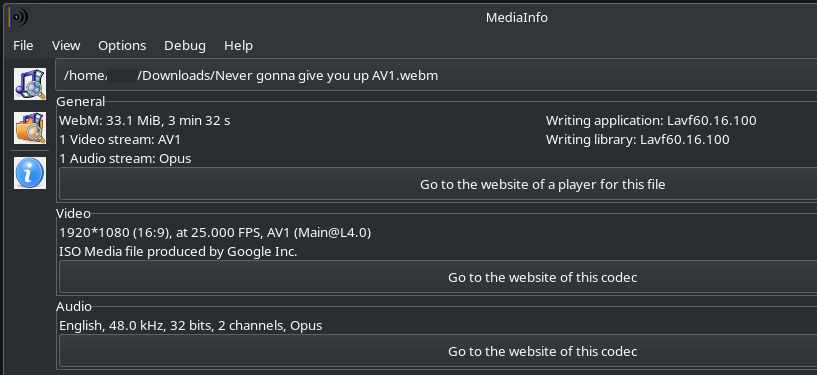 MediaInfo
File View Options Debug Help
/home/ /Downloads/Never gonna give you up AV1.webm
General
WebM: 33.1 MiB, 3 min 32 s
Writing application: Lavf60.16.100
1 Video stream: AV1
Writing library: Lavf60.16.100
1 Audio stream: Opus
Go to the website of a player for this file
Video
1920*1080 (16:9), at 25.000 FPS, AV1 (Main@L4.0)
ISO Media file produced by Google Inc.
Go to the website of this codec
Audio
English, 48.0 kHz, 32 bits, 2 channels, Opus
Go to the website of this codec